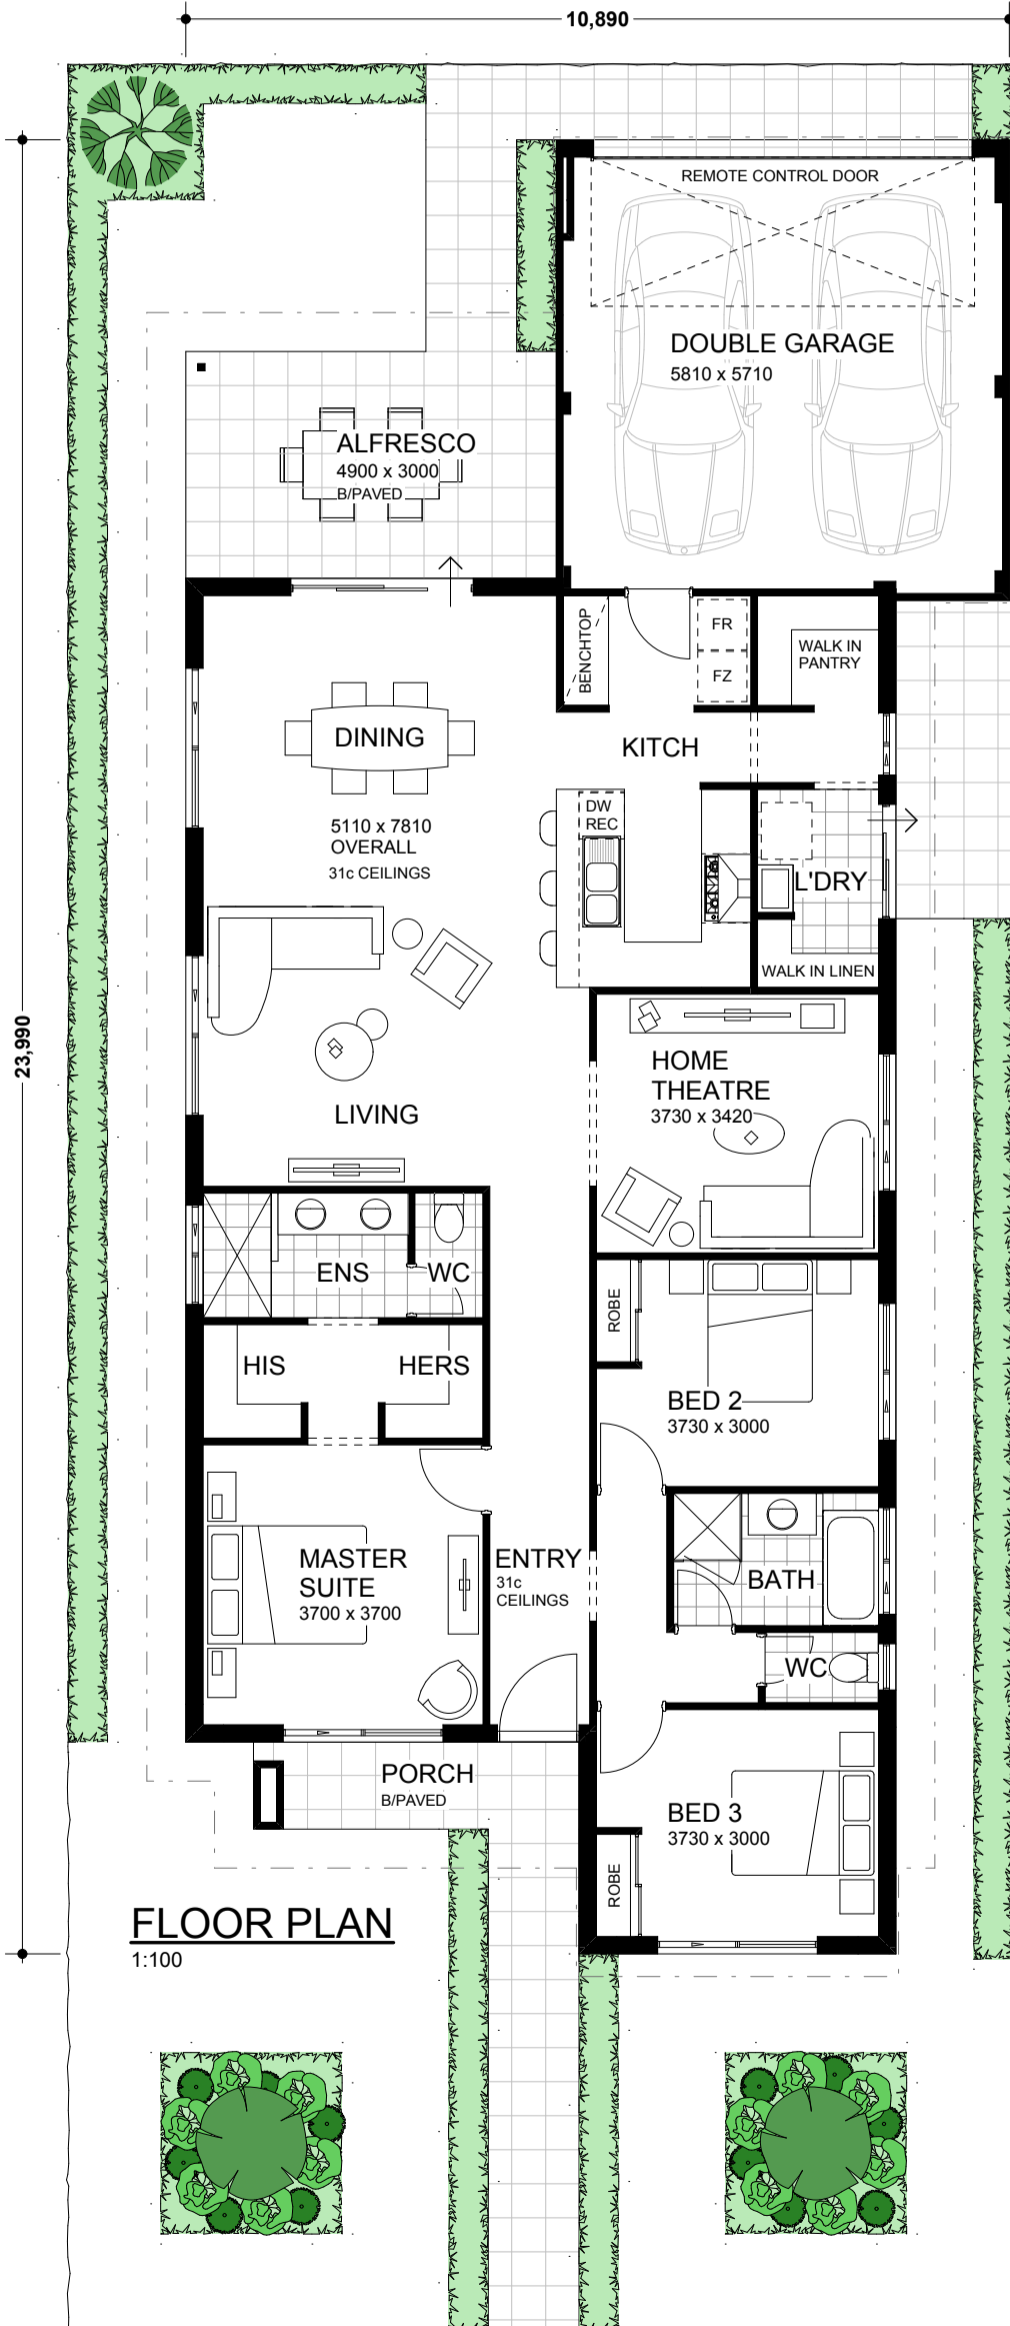 10,890
REMOTE CONTROL DOOR
DOUBLE GARAGE
5810 x 5710
ALFRESCO
4900 x 3000
B/PAVED
BENCHTOP
FR
FZ
WALK IN
PANTRY
DINING
KITCH
5110 x 7810
OVERALL
31c CEILINGS
DW
REC
L'DRY
WALK IN LINEN
23,990
HOME
THEATRE
3730 x 3420
LIVING
ENS
WC
ROBE
HIS
HERS
BED 2
3730 x 3000
MASTER
SUITE
3700 x 3700
ENTRY
31c
CEILINGS
BATH
WC
PORCH
B/PAVED
BED 3
3730 x 3000
ROBE
FLOOR PLAN
1:100